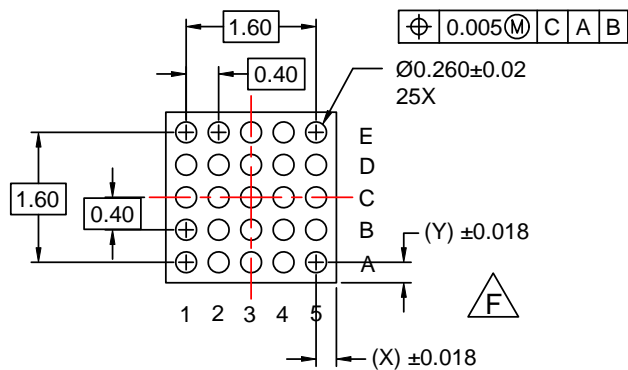 1.60
0.40
⌖ 0.005Ⓜ C A B
Ø0.260±0.02
25X
E
D
C
B
A
1.60
0.40
(Y) ±0.018
F
1 2 3 4 5
(X) ±0.018